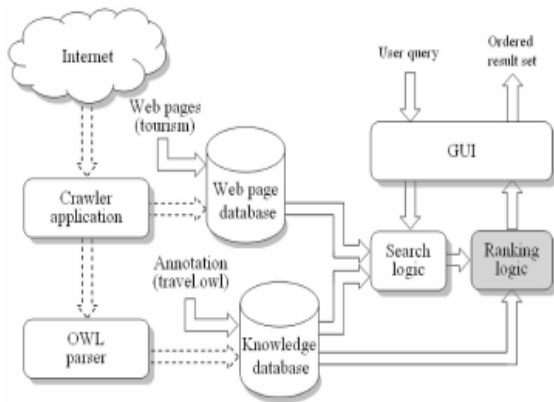 Internet
User query
Ordered
result set
Web pages
(tourism)
GUI
Crawler
application
Web page
database
Search
logic
Ranking
logic
Annotation
(travel.owl)
OWL
parser
Knowledge
database